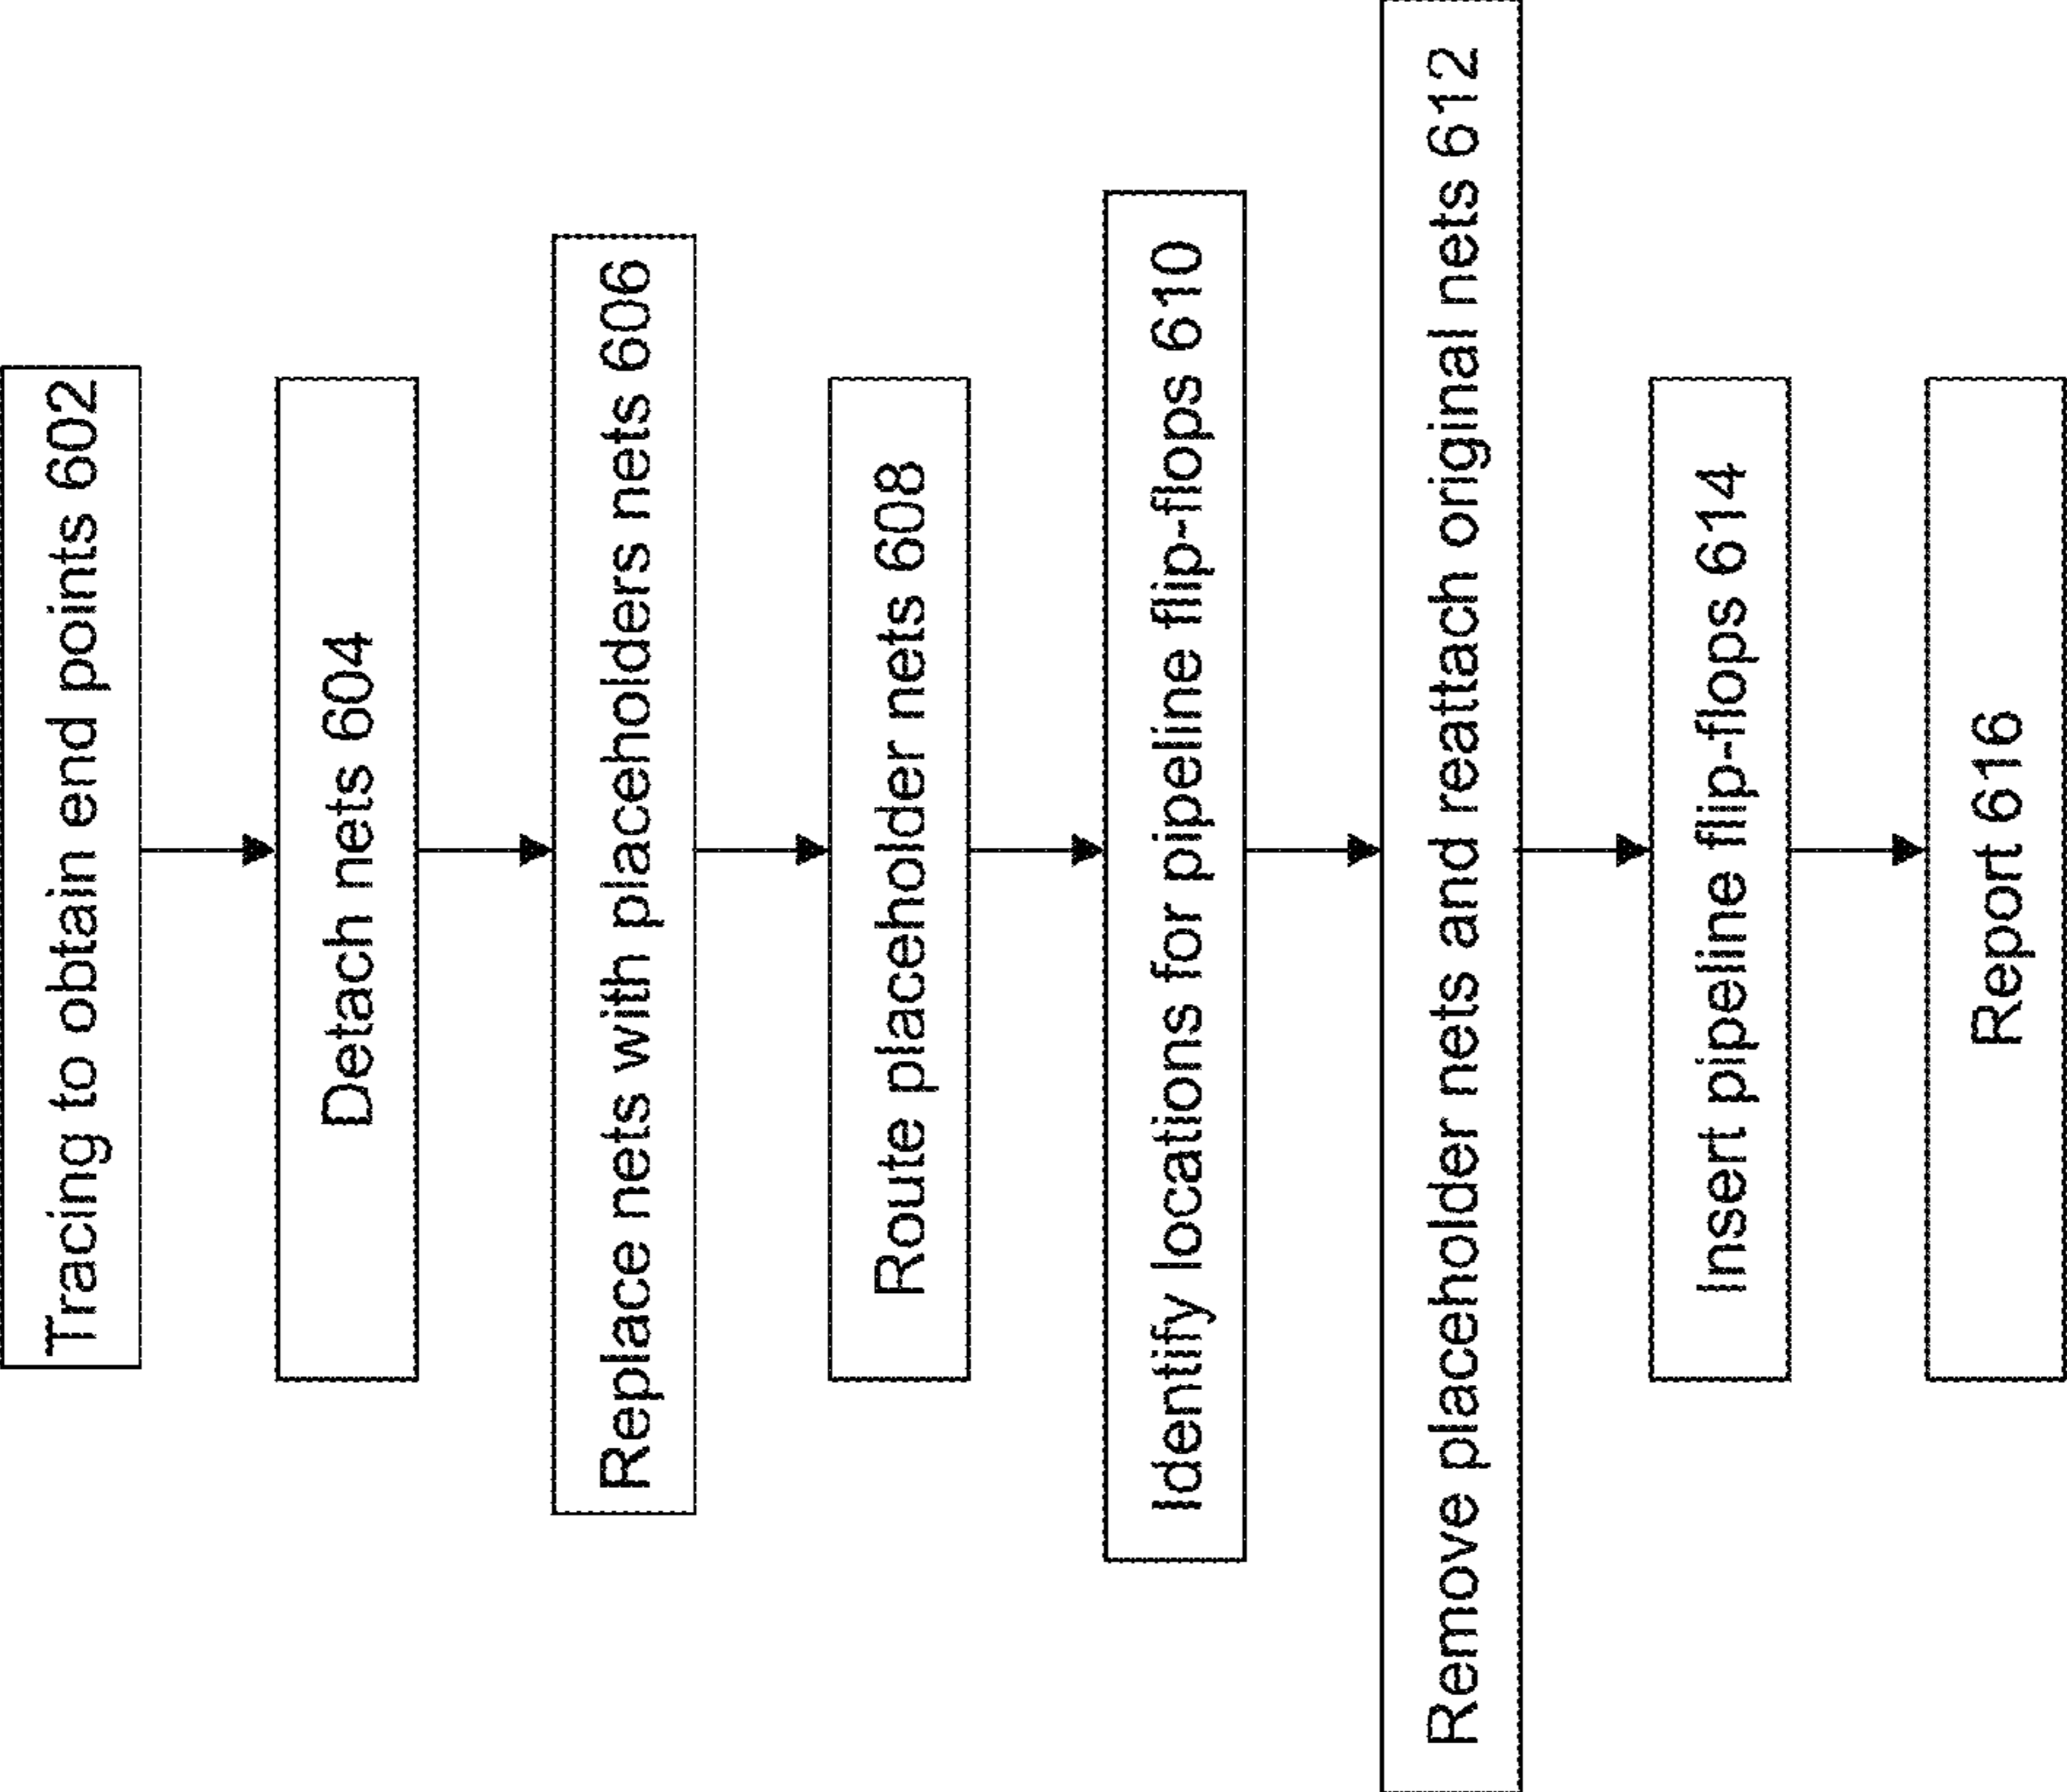 Tracing to obtain end points 602
Detach nets 604
Replace nets with placeholders nets 606
Route placeholder nets 608
Identify locations for pipeline flip-flops 610
Remove placeholder nets and reattach original nets 612
Insert pipeline flip-flops 614
Report 616